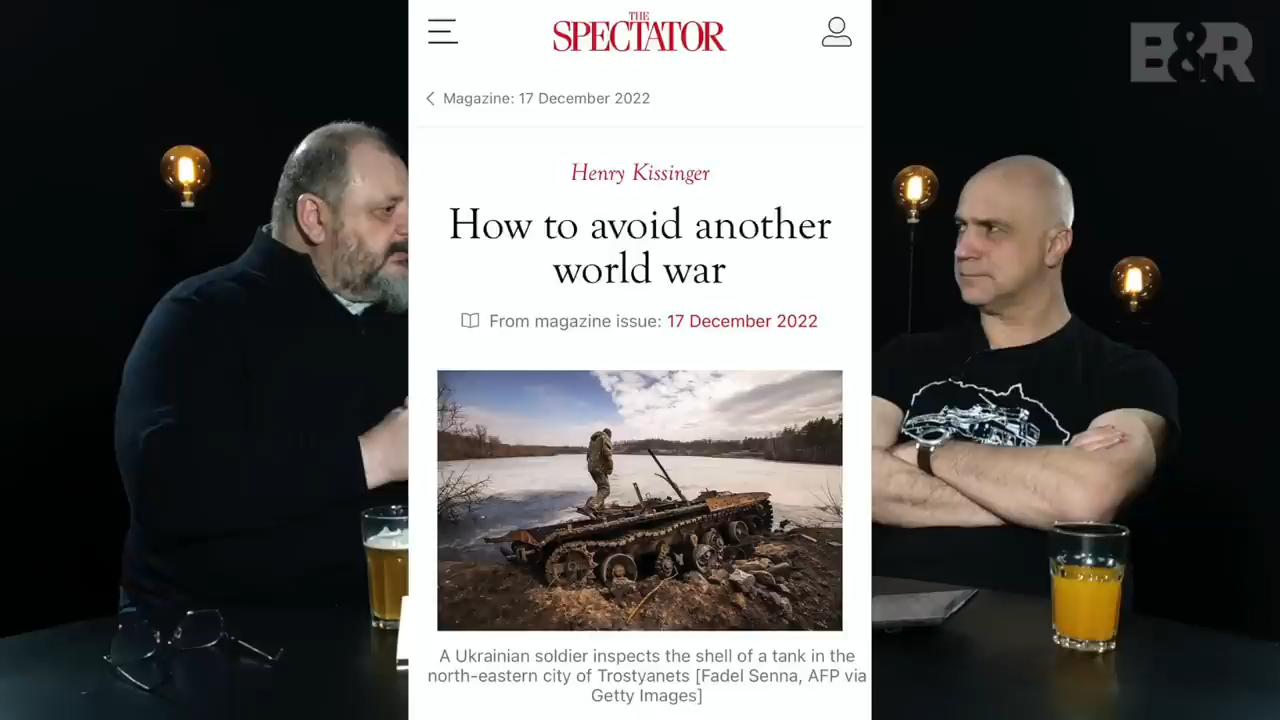 THE
SPECTATOR
B&R
Magazine: 17 December 2022
Henry Kissinger
How to avoid another
world war
From magazine issue: 17 December 2022
A Ukrainian soldier inspects the shell of a tank in the
north-eastern city of Trostyanets [Fadel Senna, AFP via
Getty Images]